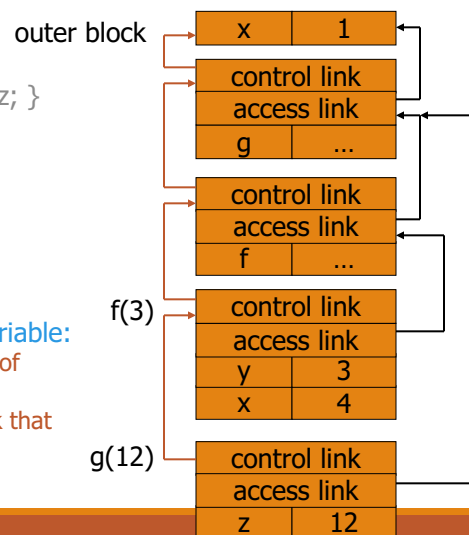 outer block x 1
control link
z; }
access link
g ...
control link
access link
f ...
f(3) control link
riable:
access link
of
y 3
x 4
k that
g(12) control link
access link
z 12